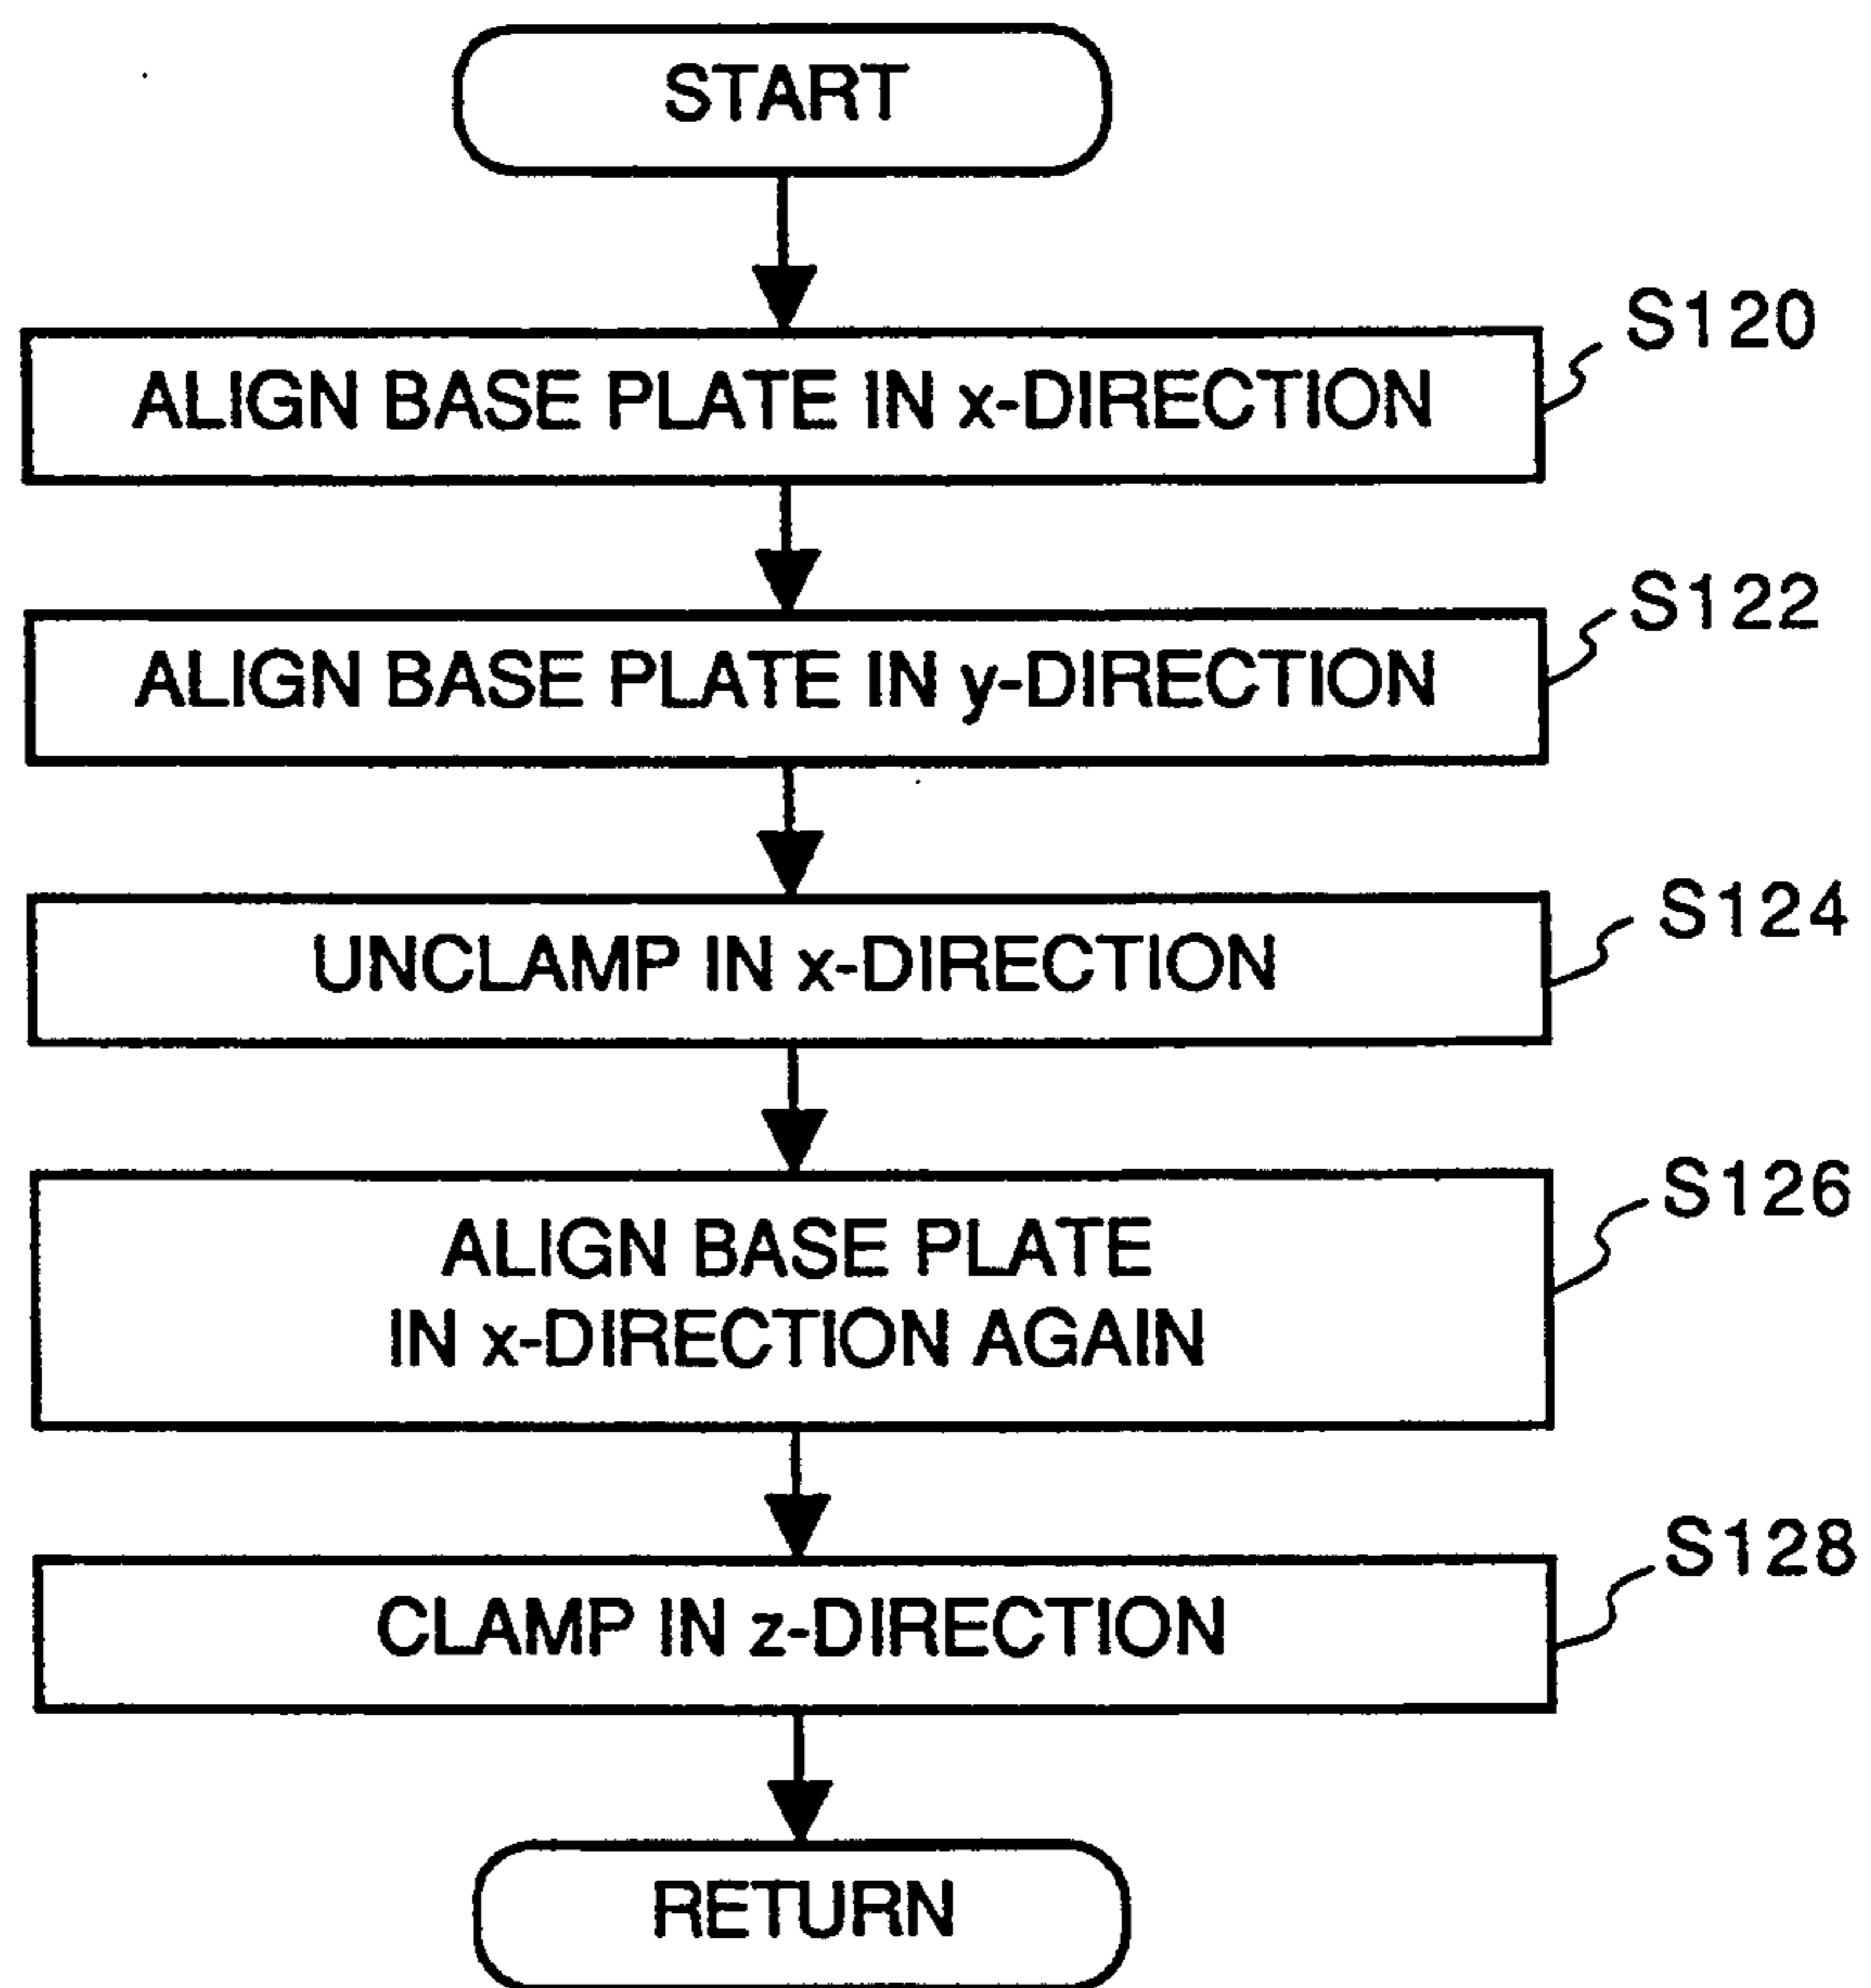 START
S120
ALIGN BASE PLATE IN x-DIRECTION
S122
ALIGN BASE PLATE IN y-DIRECTION
S124
UNCLAMP IN x-DIRECTION
S126
ALIGN BASE PLATE
IN x-DIRECTION AGAIN
S128
CLAMP IN z-DIRECTION
RETURN